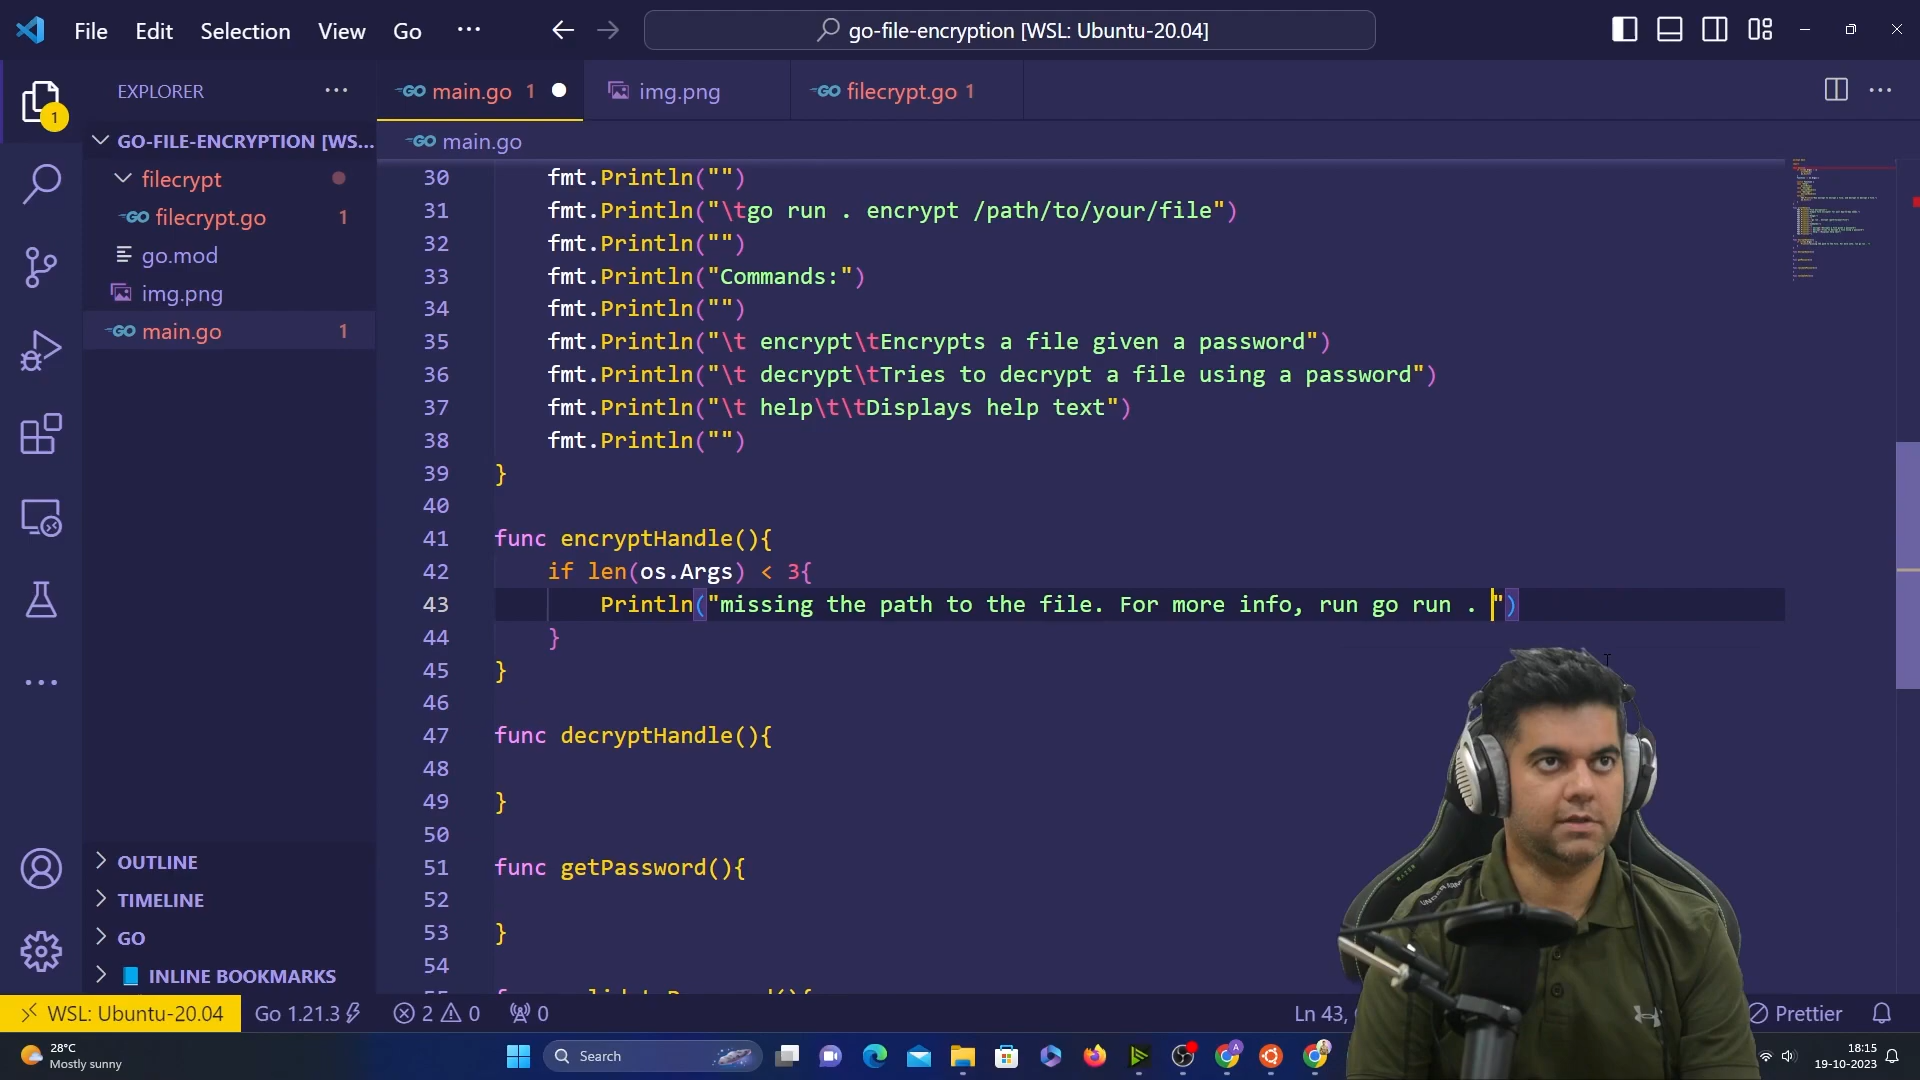 File Edit Selection View Go ··· go-file-encryption [WSL: Ubuntu-20.04]
EXPLORER ···
1
GO-FILE-ENCRYPTION [WS...
filecrypt
GO filecrypt.go 1
go.mod
img.png
GO main.go 1
OUTLINE
TIMELINE
GO
INLINE BOOKMARKS
GO main.go 1 img.png GO filecrypt.go 1
GO main.go
30 fmt.Println("")
31 fmt.Println("\tgo run . encrypt /path/to/your/file")
32 fmt.Println("")
33 fmt.Println("Commands:")
34 fmt.Println("")
35 fmt.Println("\t encrypt\tEncrypts a file given a password")
36 fmt.Println("\t decrypt\tTries to decrypt a file using a password")
37 fmt.Println("\t help\t\tDisplays help text")
38 fmt.Println("")
39 }
40
41 func encryptHandle(){
42 if len(os.Args) < 3{
43 Println("missing the path to the file. For more info, run go run . ")
44 }
45 }
46
47 func decryptHandle(){
48
49 }
50
51 func getPassword(){
52
53 }
54
WSL: Ubuntu-20.04 Go 1.21.3 2 0 0 Ln 43, Prettier
28°C
Mostly sunny
Search
18:15
19-10-2023